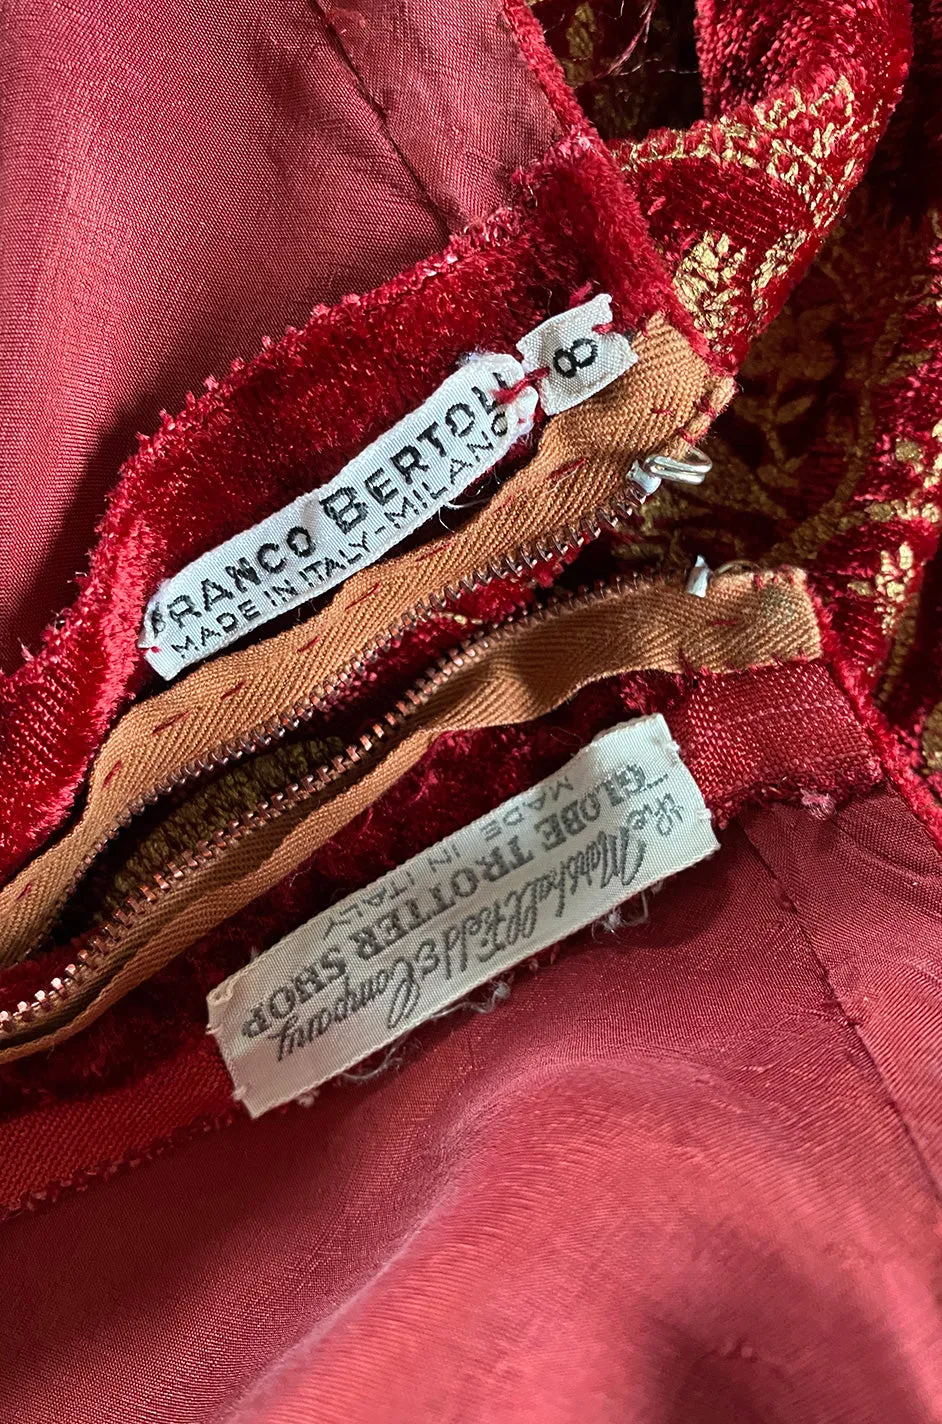 FRANCO BERTOLI
MADE IN ITALY-MILANO
8
The
Marshall Field & Company
GLOBE TROTTER SHOP
MADE IN ITALY